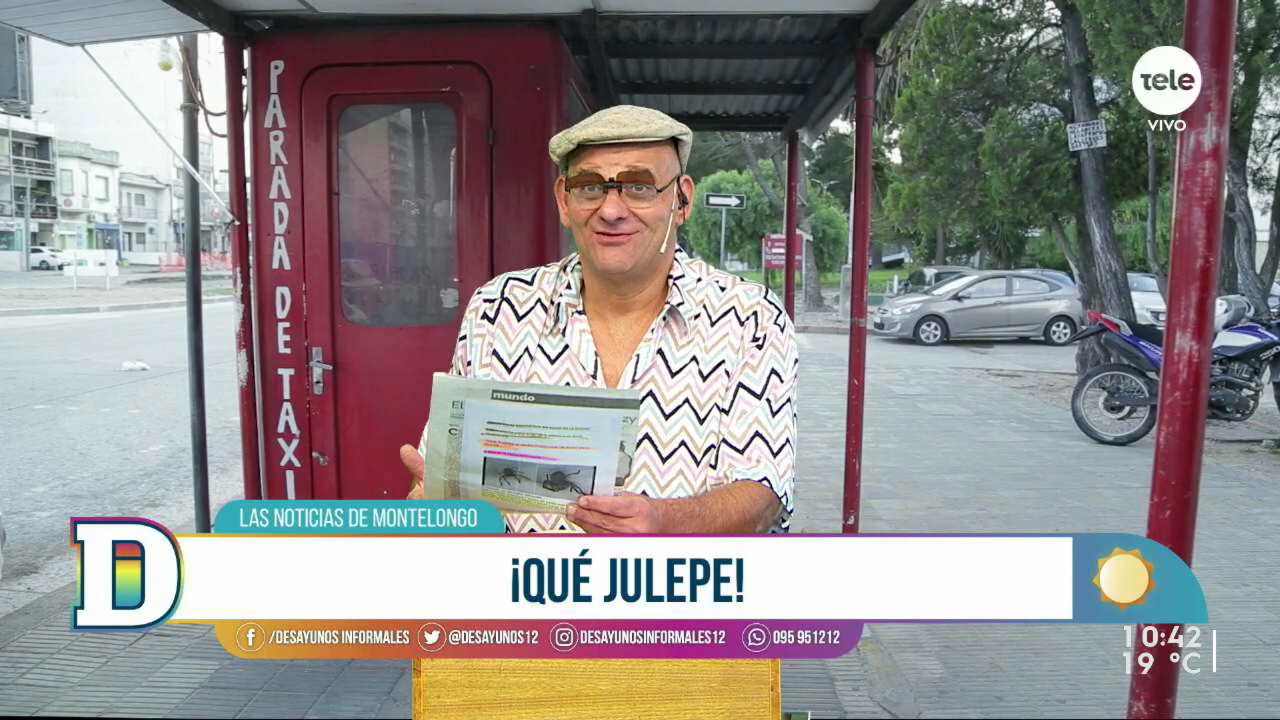 tele
VIVO
PARADA DE TAXI
mundo
LAS NOTICIAS DE MONTELONGO
DI
¡QUÉ JULEPE!
/DESAYUNOS INFORMALES
@DESAYUNOS12
DESAYUNOSINFORMALES12
095 951212
10:42
19 °C